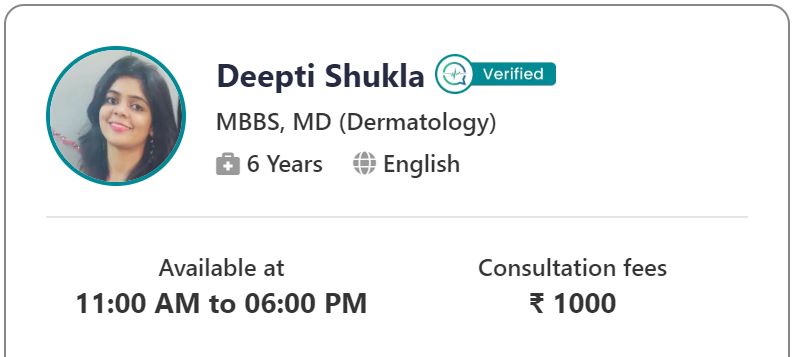 Deepti Shukla Verified
MBBS, MD (Dermatology)
6 Years English
Available at
11:00 AM to 06:00 PM
Consultation fees
₹ 1000